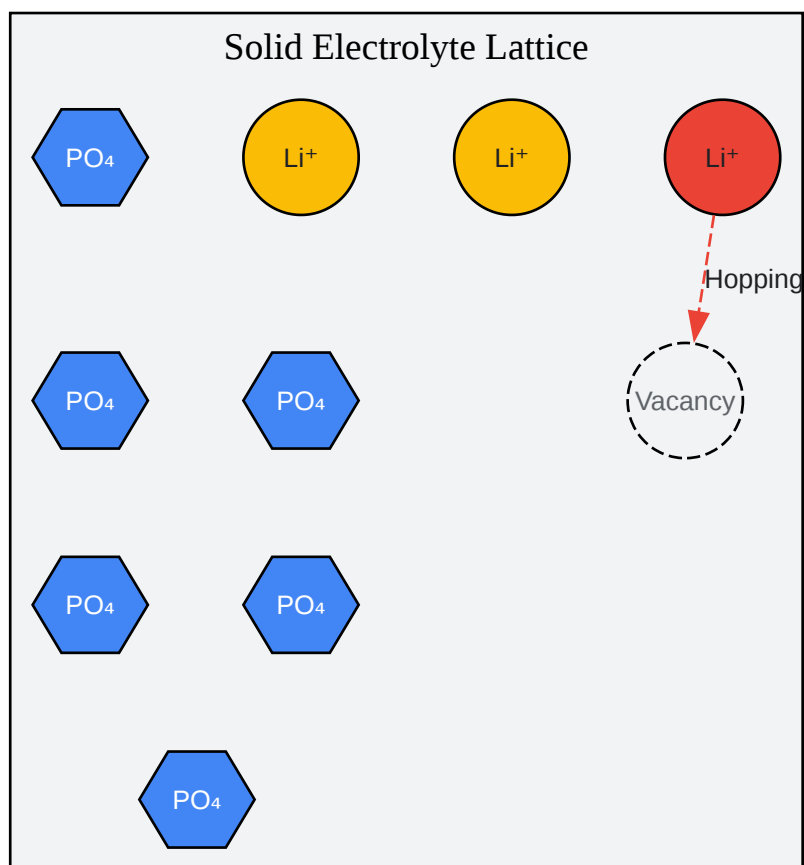 Solid Electrolyte Lattice
PO₄
Li⁺
Li⁺
Li⁺
Hopping
PO₄
PO₄
Vacancy
PO₄
PO₄
PO₄